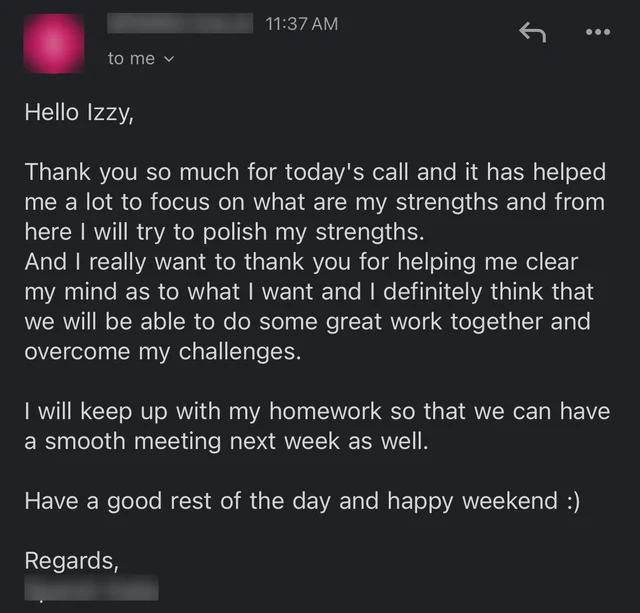 11:37 AM
to me
Hello Izzy,
Thank you so much for today's call and it has helped
me a lot to focus on what are my strengths and from
here I will try to polish my strengths.
And I really want to thank you for helping me clear
my mind as to what I want and I definitely think that
we will be able to do some great work together and
overcome my challenges.
I will keep up with my homework so that we can have
a smooth meeting next week as well.
Have a good rest of the day and happy weekend :)
Regards,